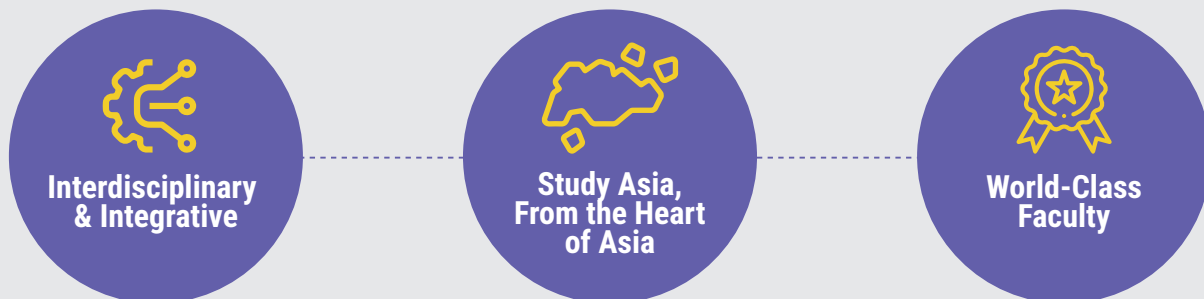 Interdisciplinary
& Integrative
Study Asia,
From the Heart
of Asia
World-Class
Faculty